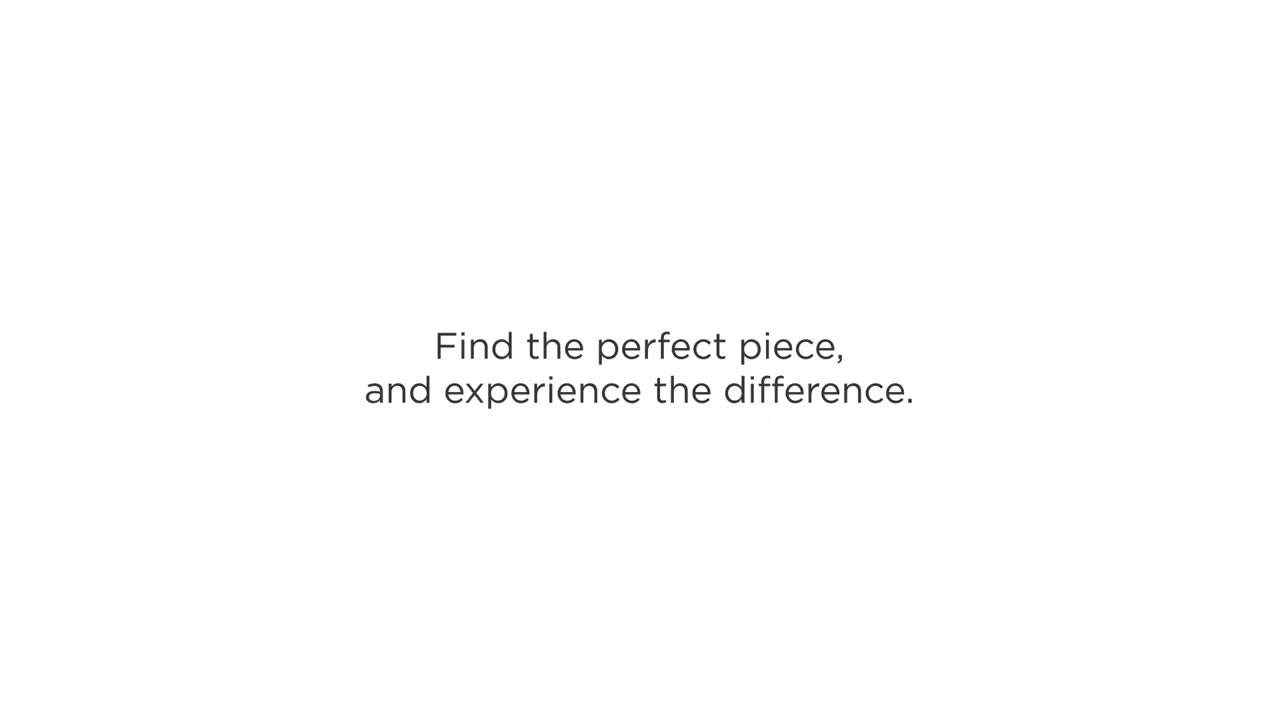 Find the perfect piece,
and experience the difference.